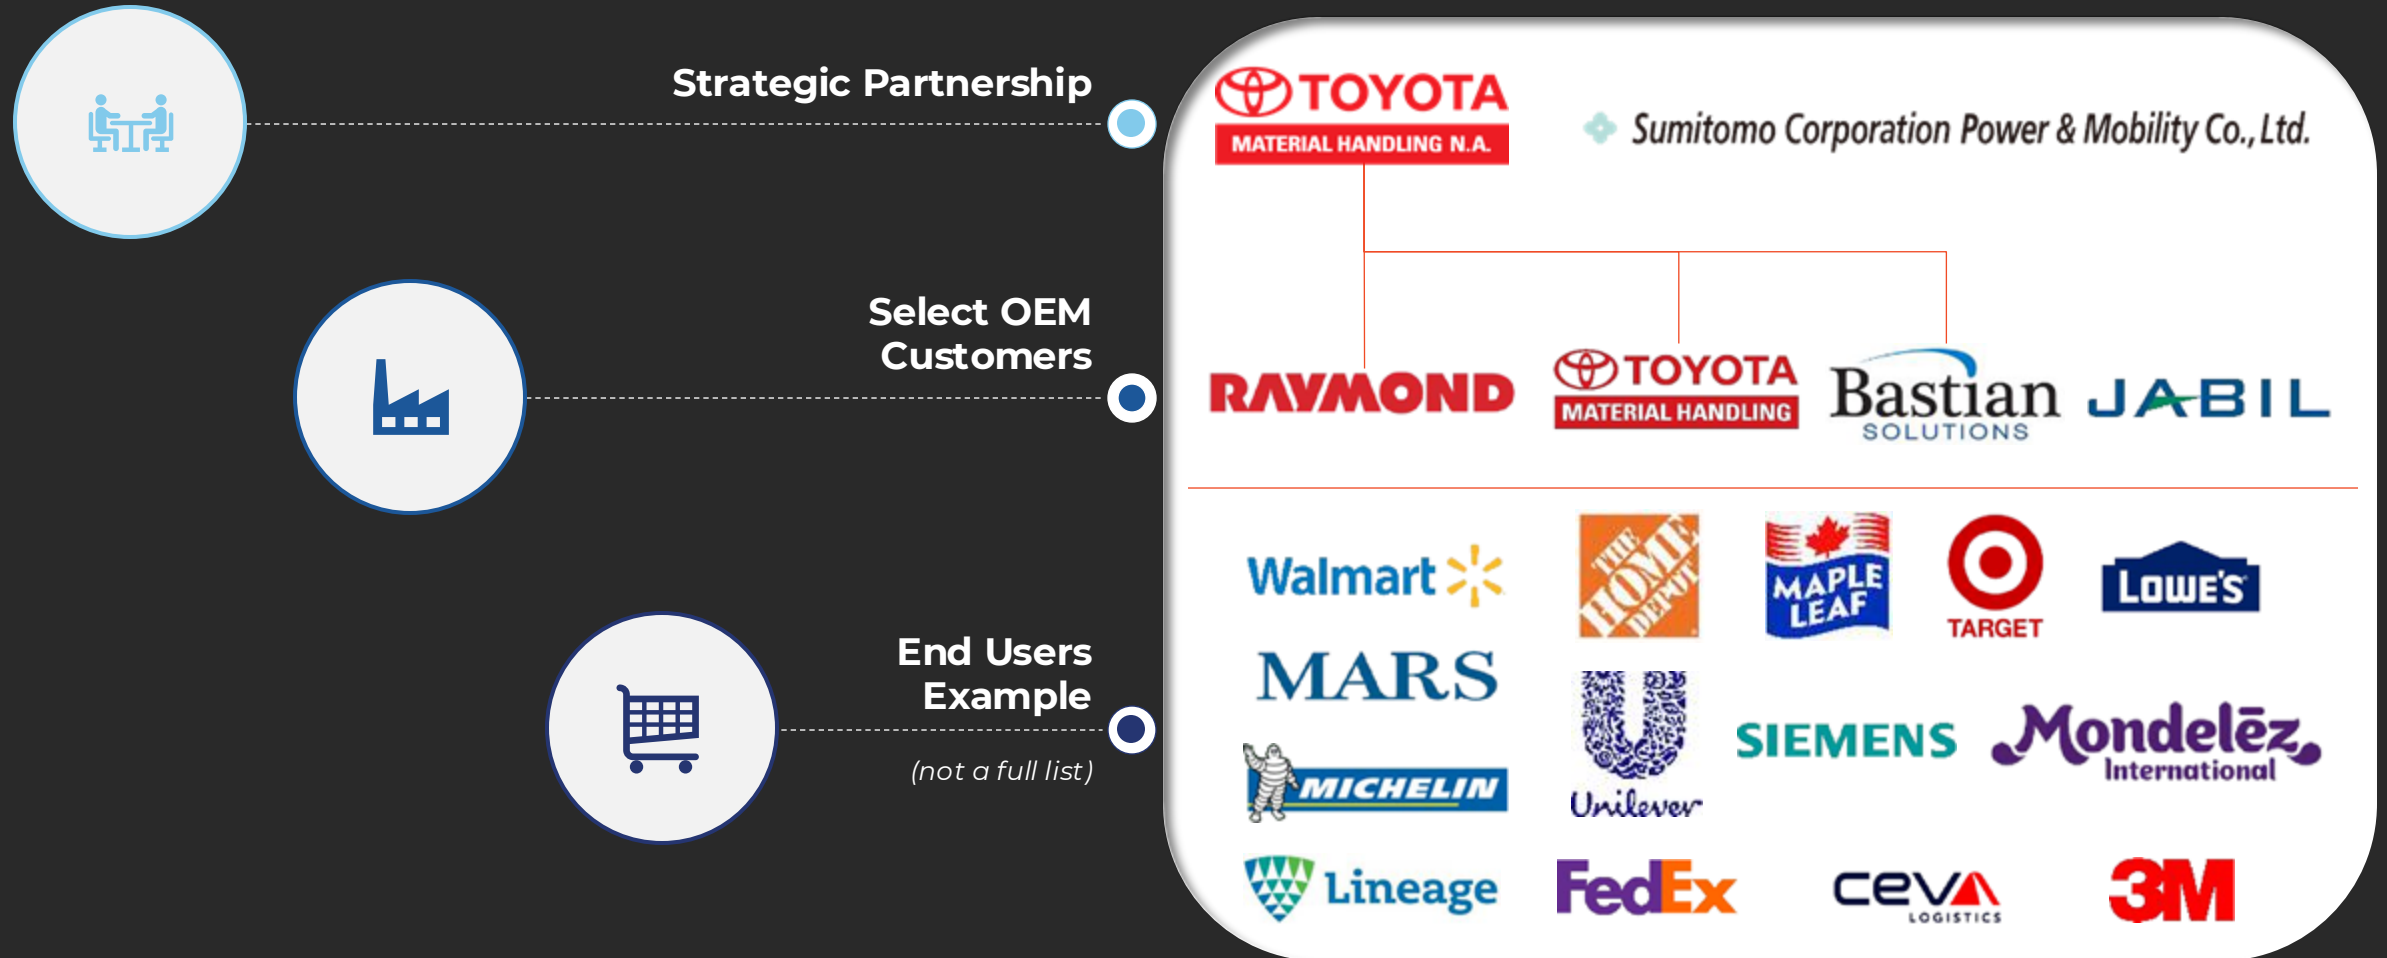 Strategic Partnership
TOYOTA
MATERIAL HANDLING N.A.
Sumitomo Corporation Power & Mobility Co., Ltd.
Select OEM
Customers
RAYMOND
TOYOTA
MATERIAL HANDLING
Bastian
SOLUTIONS
JABIL
End Users
Example
(not a full list)
Walmart
THE
HOME
DEPOT
MAPLE
LEAF
TARGET
LOWE'S
MARS
Unilever
SIEMENS
Mondelēz
International
MICHELIN
Lineage
FedEx
CEVA
LOGISTICS
3M